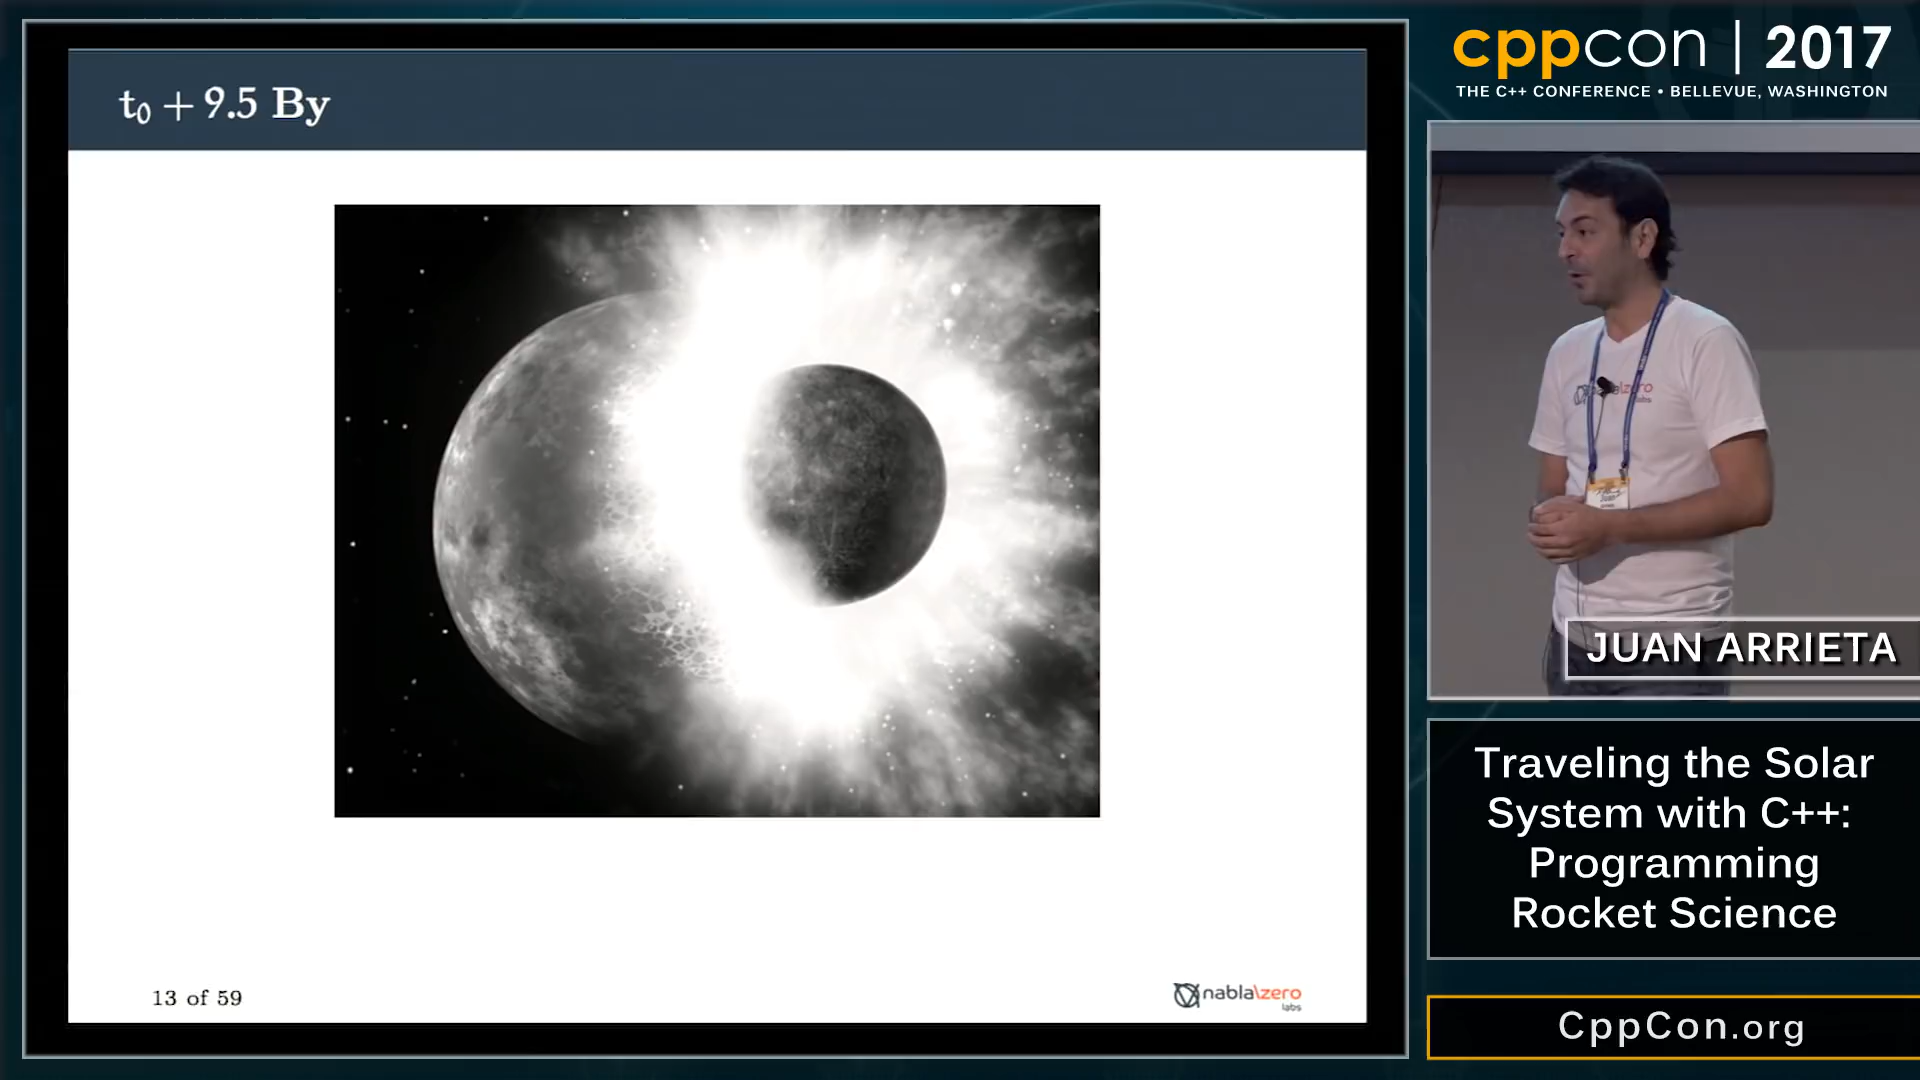 t₀ + 9.5 By
13 of 59
nabla\zero
labs
cppcon | 2017
THE C++ CONFERENCE • BELLEVUE, WASHINGTON
JUAN ARRIETA
Traveling the Solar
System with C++:
Programming
Rocket Science
CppCon.org